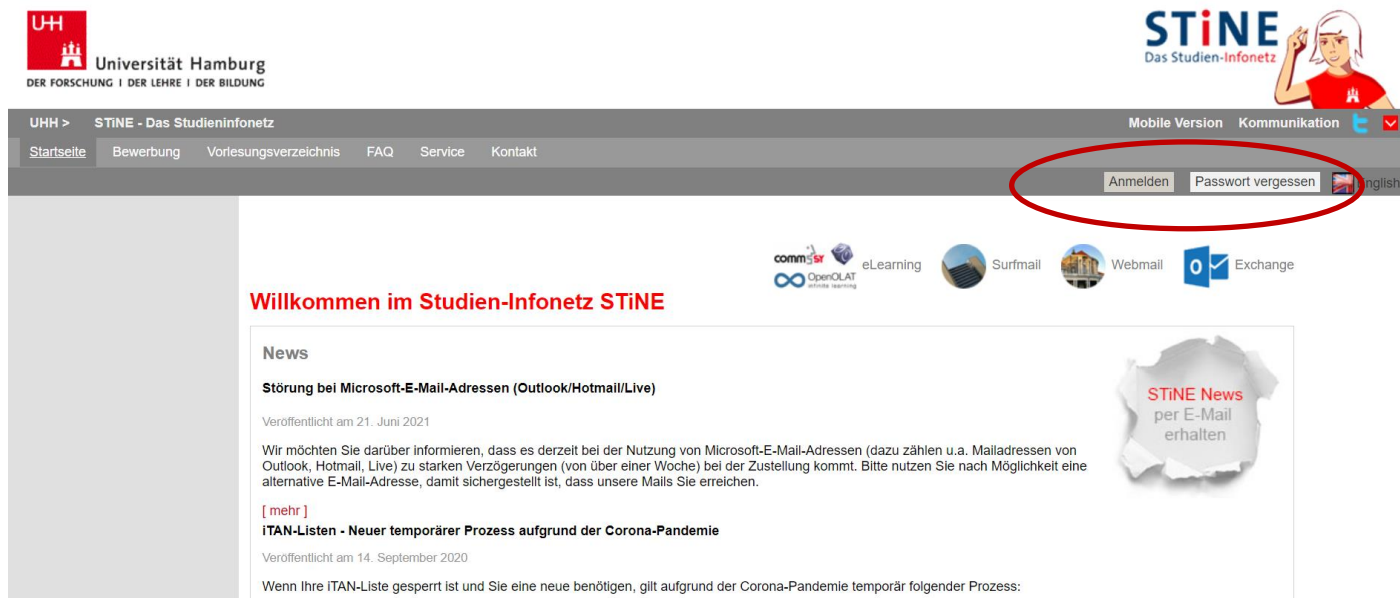 UHH
Universität Hamburg
DER FORSCHUNG I DER LEHRE I DER BILDUNG
STiNE
Das Studien-Infonetz
UHH > STiNE - Das Studieninfonetz
Mobile Version Kommunikation
Startseite Bewerbung Vorlesungsverzeichnis FAQ Service Kontakt
Anmelden Passwort vergessen English
commsy
OpenOLAT
infinite learning
eLearning Surfmail Webmail Exchange
Willkommen im Studien-Infonetz STiNE
News
Störung bei Microsoft-E-Mail-Adressen (Outlook/Hotmail/Live)
Veröffentlicht am 21. Juni 2021
Wir möchten Sie darüber informieren, dass es derzeit bei der Nutzung von Microsoft-E-Mail-Adressen (dazu zählen u.a. Mailadressen von
Outlook, Hotmail, Live) zu starken Verzögerungen (von über einer Woche) bei der Zustellung kommt. Bitte nutzen Sie nach Möglichkeit eine
alternative E-Mail-Adresse, damit sichergestellt ist, dass unsere Mails Sie erreichen.
[ mehr ]
STiNE News
per E-Mail
erhalten
iTAN-Listen - Neuer temporärer Prozess aufgrund der Corona-Pandemie
Veröffentlicht am 14. September 2020
Wenn Ihre iTAN-Liste gesperrt ist und Sie eine neue benötigen, gilt aufgrund der Corona-Pandemie temporär folgender Prozess: